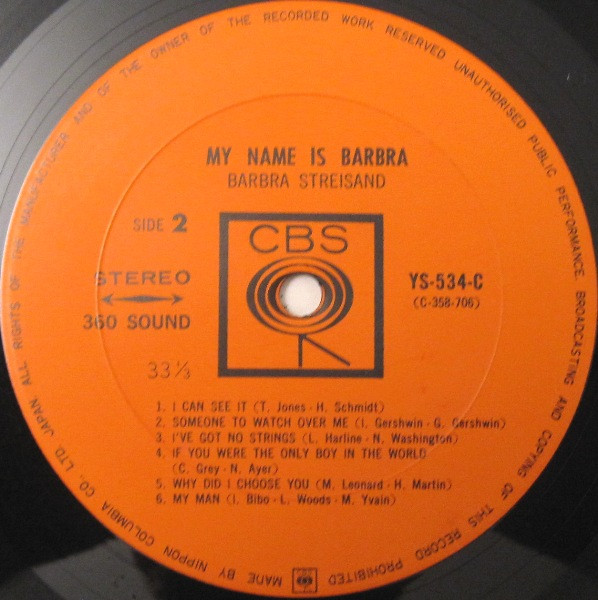 MADE BY NIPPON COLUMBIA CO., LTD. JAPAN ALL RIGHTS OF THE MANUFACTURER AND OF THE OWNER OF THE RECORDED WORK RESERVED UNAUTHORISED PUBLIC PERFORMANCE, BROADCASTING AND COPYING OF THIS RECORD PROHIBITED
MY NAME IS BARBRA
BARBRA STREISAND
SIDE 2
CBS
STEREO
360 SOUND
YS-534-C
(C-358-706)
33⅓
1. I CAN SEE IT (T. Jones - H. Schmidt)
2. SOMEONE TO WATCH OVER ME (I. Gershwin - G. Gershwin)
3. I'VE GOT NO STRINGS (L. Harline - N. Washington)
4. IF YOU WERE THE ONLY BOY IN THE WORLD
(C. Grey - N. Ayer)
5. WHY DID I CHOOSE YOU (M. Leonard - H. Martin)
6. MY MAN (I. Bibo - L. Woods - M. Yvain)